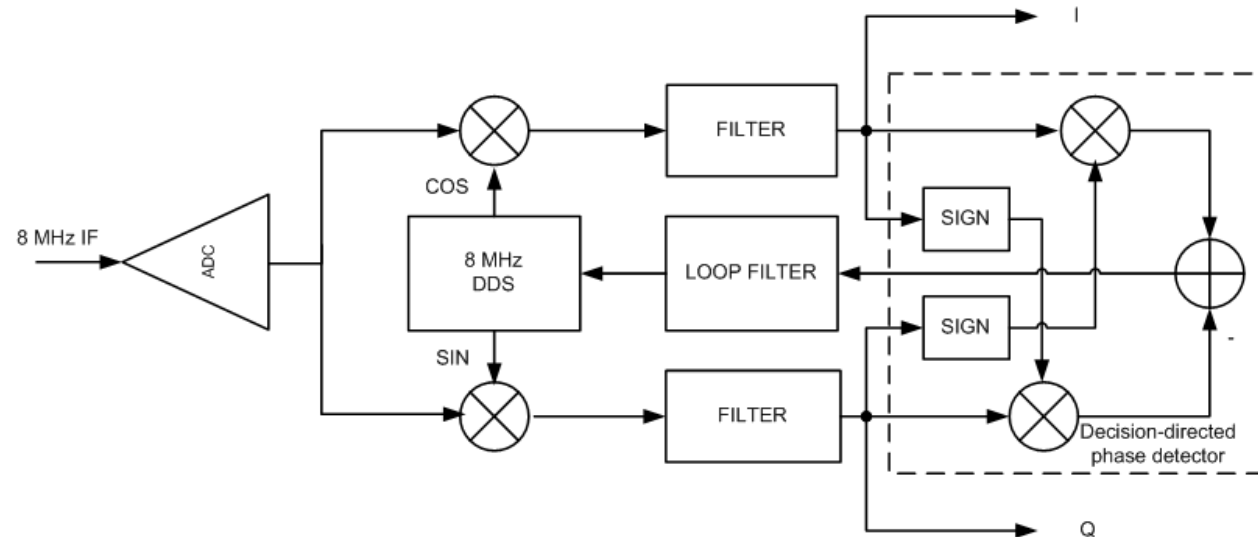 I
FILTER
COS
SIGN
8 MHz IF
ADC
8 MHz
DDS
LOOP FILTER
SIGN
-
SIN
FILTER
Decision-directed
phase detector
Q